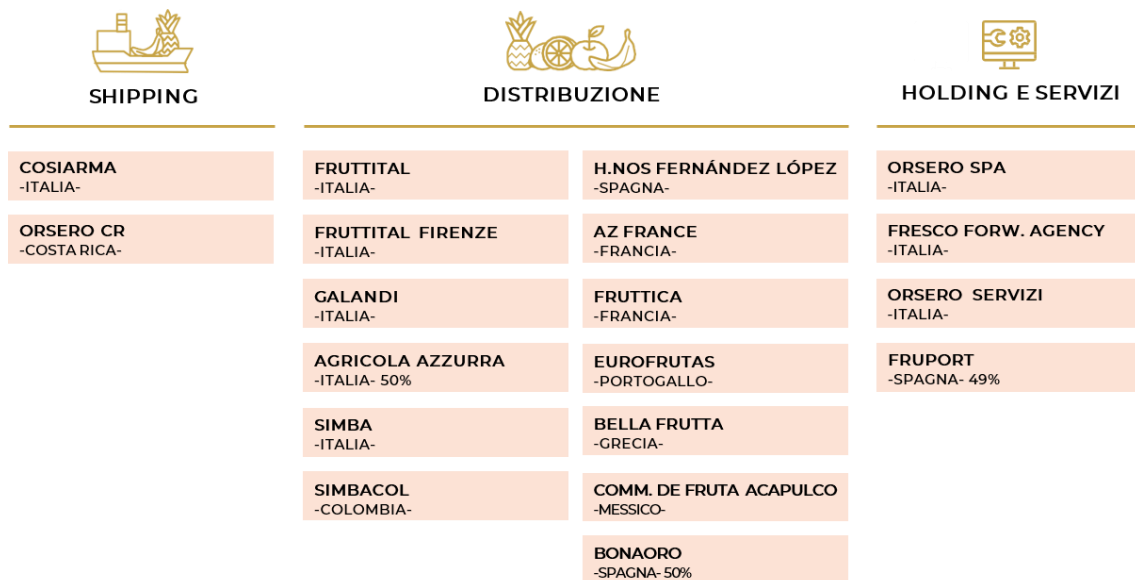 SHIPPING
COSIARMA
-ITALIA-
ORSERO CR
-COSTA RICA-
DISTRIBUZIONE
FRUTTITAL
-ITALIA-
FRUTTITAL FIRENZE
-ITALIA-
GALANDI
-ITALIA-
AGRICOLA AZZURRA
-ITALIA- 50%
SIMBA
-ITALIA-
SIMBACOL
-COLOMBIA-
H.NOS FERNÁNDEZ LÓPEZ
-SPAGNA-
AZ FRANCE
-FRANCIA-
FRUTTICA
-FRANCIA-
EUROFRUTAS
-PORTOGALLO-
BELLA FRUTTA
-GRECIA-
COMM. DE FRUTA ACAPULCO
-MESSICO-
BONAORO
-SPAGNA- 50%
HOLDING E SERVIZI
ORSERO SPA
-ITALIA-
FRESCO FORW. AGENCY
-ITALIA-
ORSERO SERVIZI
-ITALIA-
FRUPORT
-SPAGNA- 49%